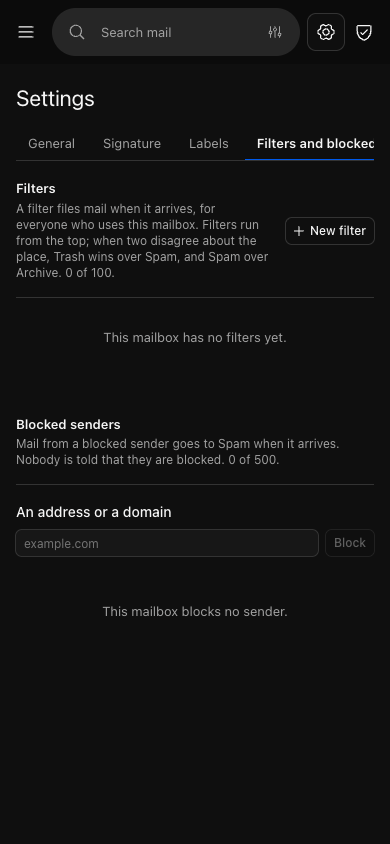 Search mail
Settings
General
Signature
Labels
Filters and blocked
Filters
A filter files mail when it arrives, for
everyone who uses this mailbox. Filters run
from the top; when two disagree about the
place, Trash wins over Spam, and Spam over
Archive. 0 of 100.
New filter
This mailbox has no filters yet.
Blocked senders
Mail from a blocked sender goes to Spam when it arrives.
Nobody is told that they are blocked. 0 of 500.
An address or a domain
example.com
Block
This mailbox blocks no sender.